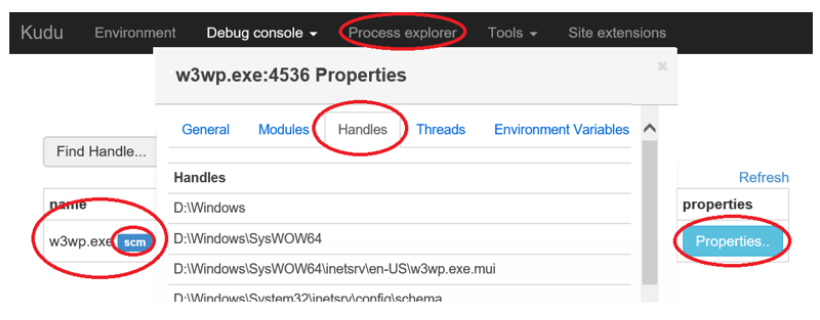 Kudu Environment Debug console Process explorer Tools Site extensions
w3wp.exe:4536 Properties ×
General Modules Handles Threads Environment Variables
Find Handle...
Handles
Refresh
name
properties
D:\Windows
w3wp.exe scm
D:\Windows\SysWOW64
Properties..
D:\Windows\SysWOW64\inetsrv\en-US\w3wp.exe.mui
D:\Windows\System32\inetsrv\config\schema